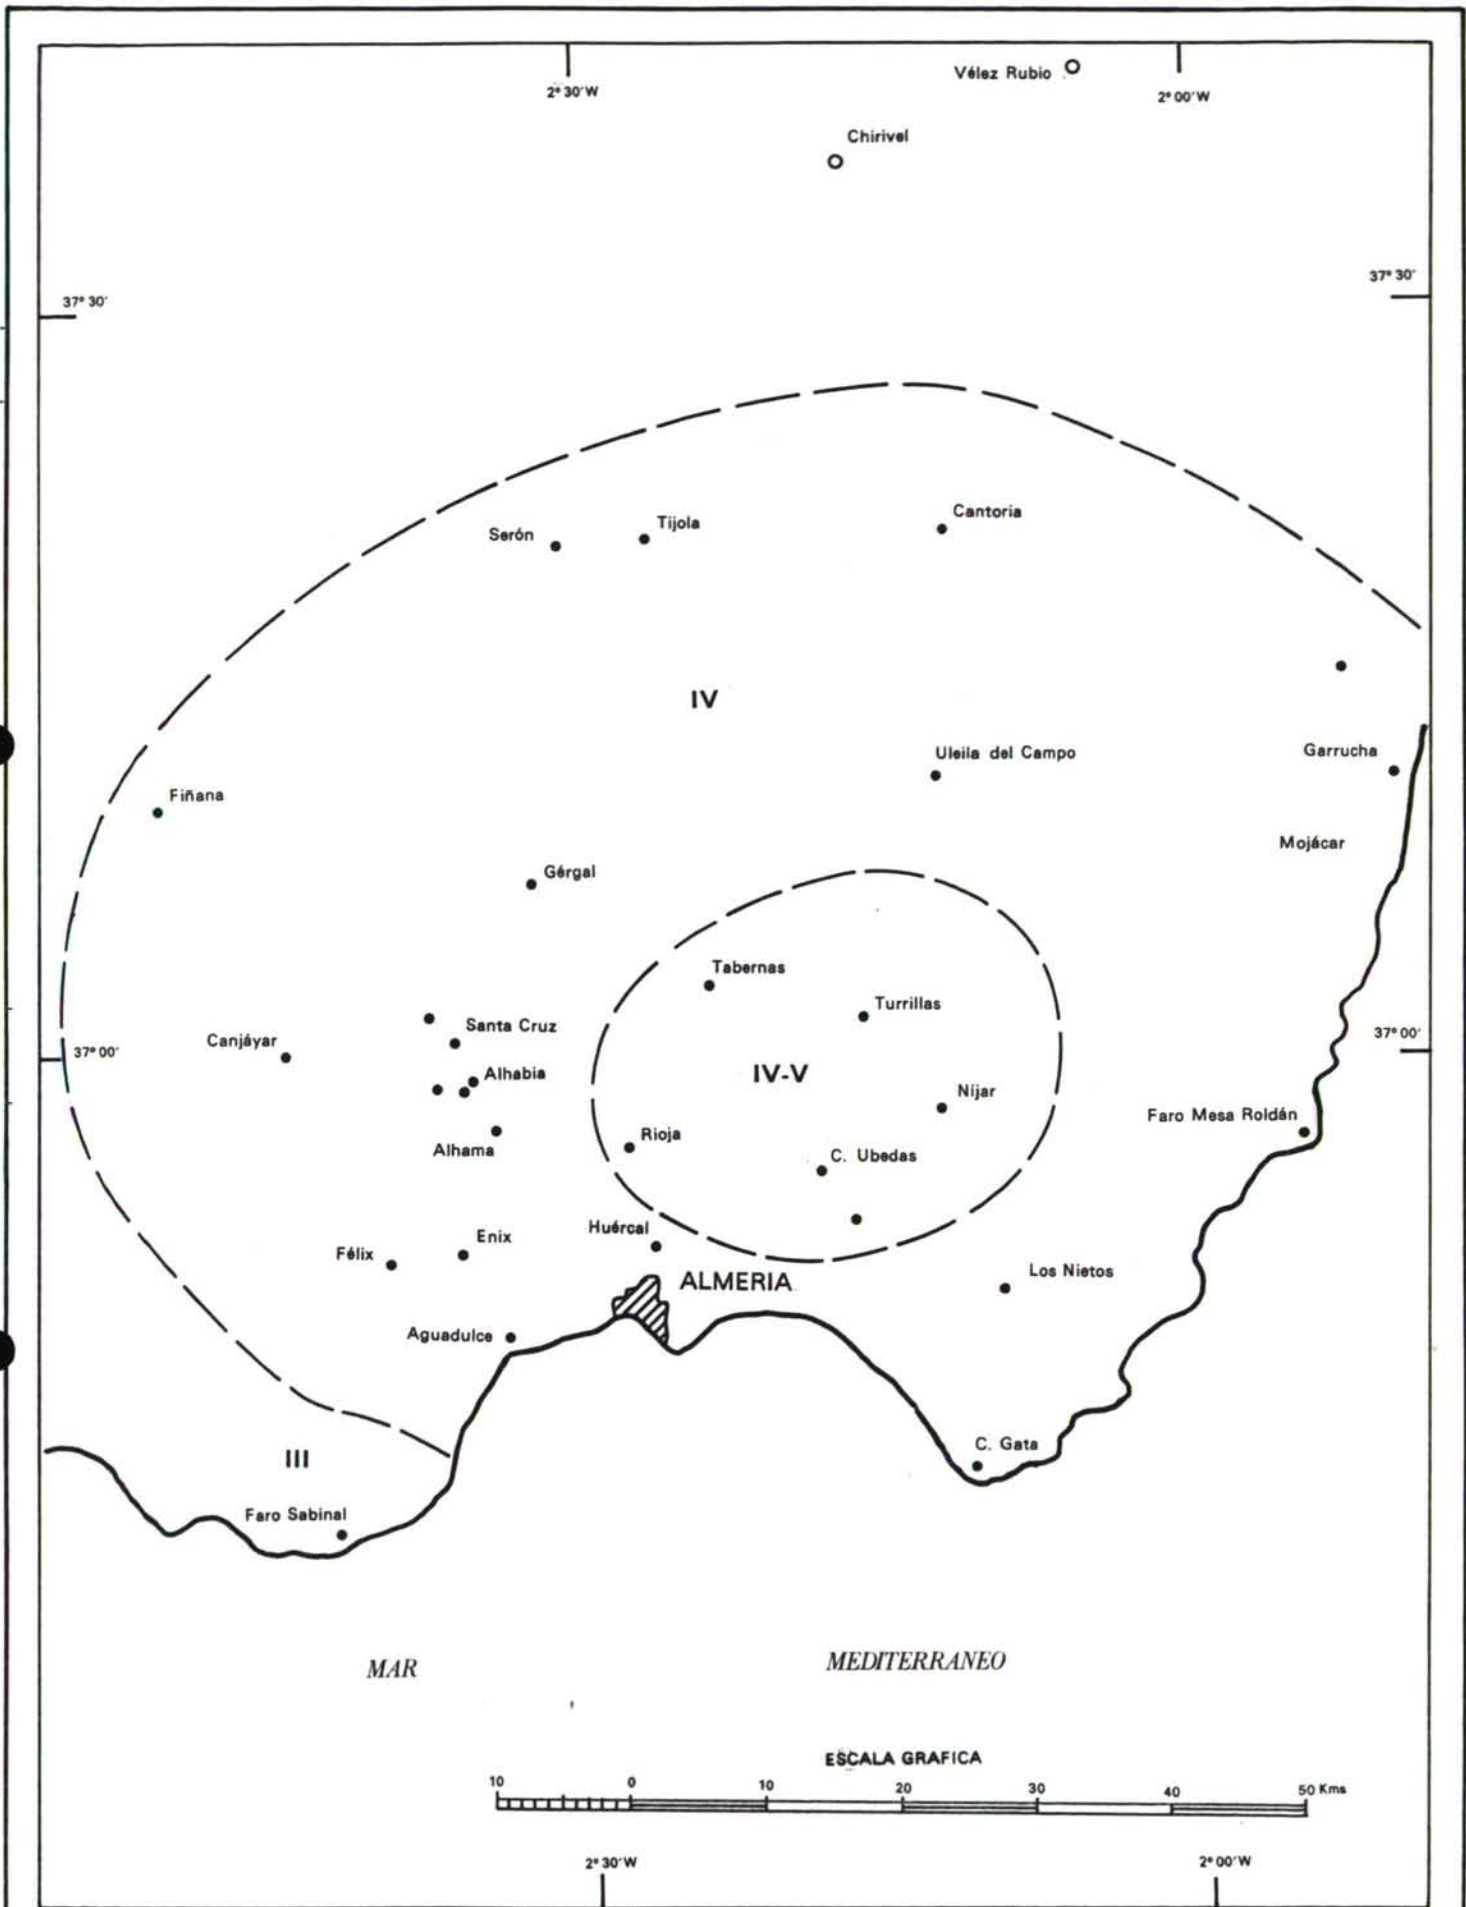 Vélez Rubio
2° 30' W
2° 00' W
Chirivel
37° 30'
37° 30'
Serón
Tijola
Cantoria
IV
Uleila del Campo
Garrucha
Fiñana
Mojácar
Gérgal
Tabernas
Turrillas
Santa Cruz
Canjáyar
37° 00'
37° 00'
Alhabia
IV-V
Níjar
Faro Mesa Roldán
Rioja
Alhama
C. Ubedas
Huércal
Enix
Félix
ALMERIA
Los Nietos
Aguadulce
C. Gata
III
Faro Sabinal
MAR
MEDITERRANEO
ESCALA GRAFICA
10 0 10 20 30 40 50 Kms
2° 30' W
2° 00' W